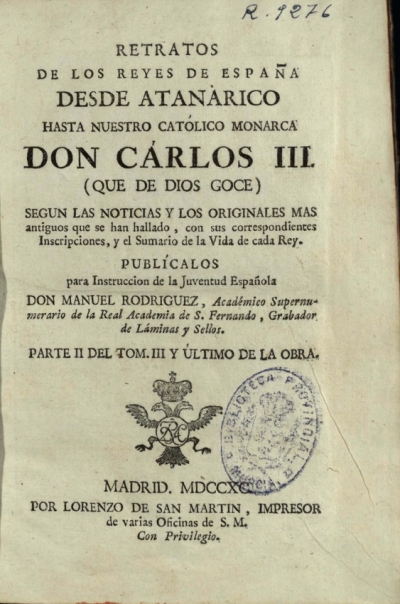 R. 9276
RETRATOS
DE LOS REYES DE ESPAÑA
DESDE ATANÀRICO
HASTA NUESTRO CATÓLICO MONARCA
DON CÁRLOS III.
(QUE DE DIOS GOCE)
SEGUN LAS NOTICIAS Y LOS ORIGINALES MAS
antiguos que se han hallado, con sus correspondientes
Inscripciones, y el Sumario de la Vida de cada Rey.
PUBLÍCALOS
para Instruccion de la Juventud Española
DON MANUEL RODRIGUEZ, Académico Supernu-
merario de la Real Academia de S. Fernando, Grabador
de Láminas y Sellos.
PARTE II DEL TOM. III Y ÚLTIMO DE LA OBRA.
BIBLIOTECA PROVINCIAL
MADRID. MDCCXC.
POR LORENZO DE SAN MARTIN, IMPRESOR
de varias Oficinas de S. M.
Con Privilegio.